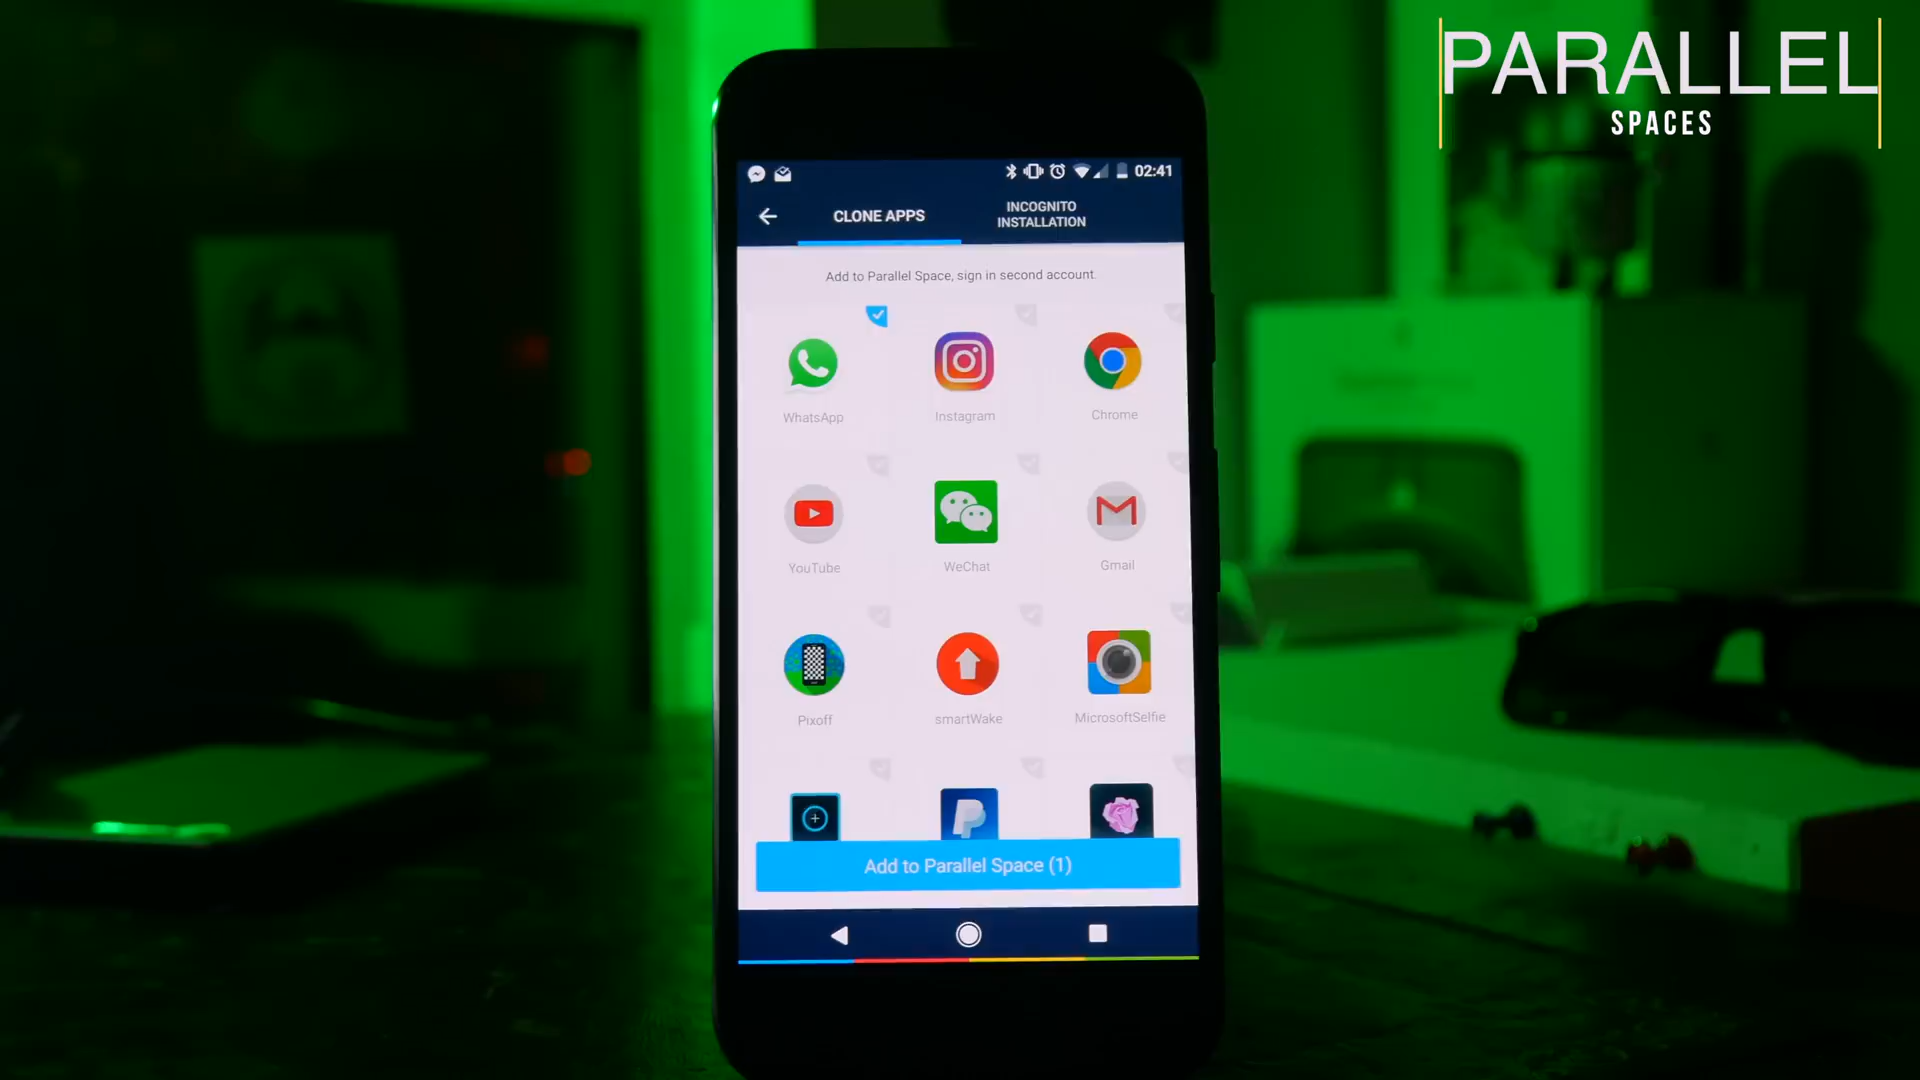 PARALLEL
SPACES
02:41
CLONE APPS
INCOGNITO
INSTALLATION
Add to Parallel Space, sign in second account.
WhatsApp
Instagram
Chrome
YouTube
WeChat
Gmail
Pixoff
smartWake
MicrosoftSelfie
Add to Parallel Space (1)